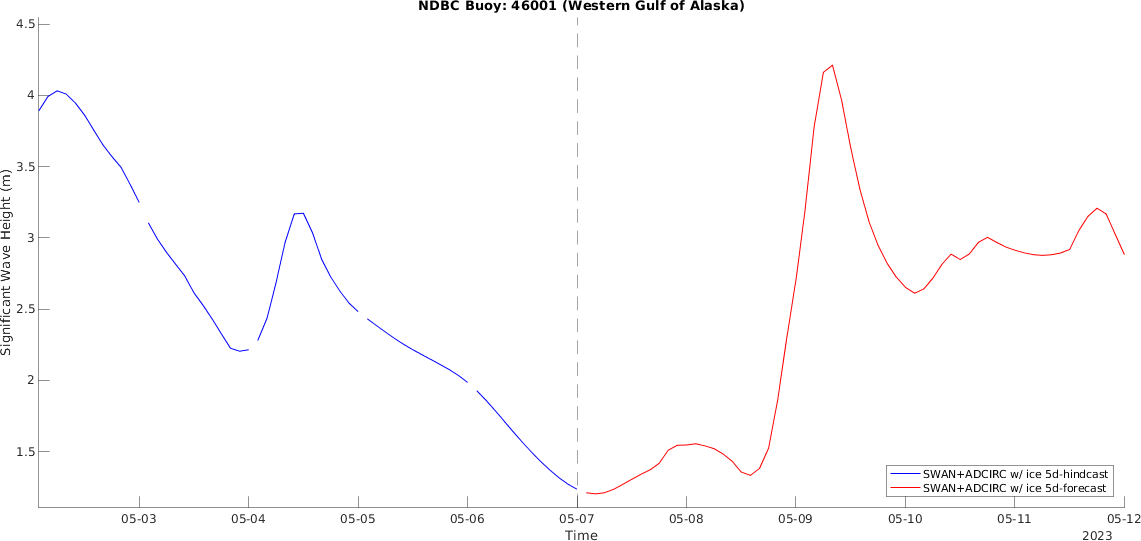 NDBC Buoy: 46001 (Western Gulf of Alaska)
Significant Wave Height (m)
4.5
4
3.5
3
2.5
2
1.5
SWAN+ADCIRC w/ ice 5d-hindcast
SWAN+ADCIRC w/ ice 5d-forecast
05-03 05-04 05-05 05-06 05-07 05-08 05-09 05-10 05-11 05-12
Time
2023